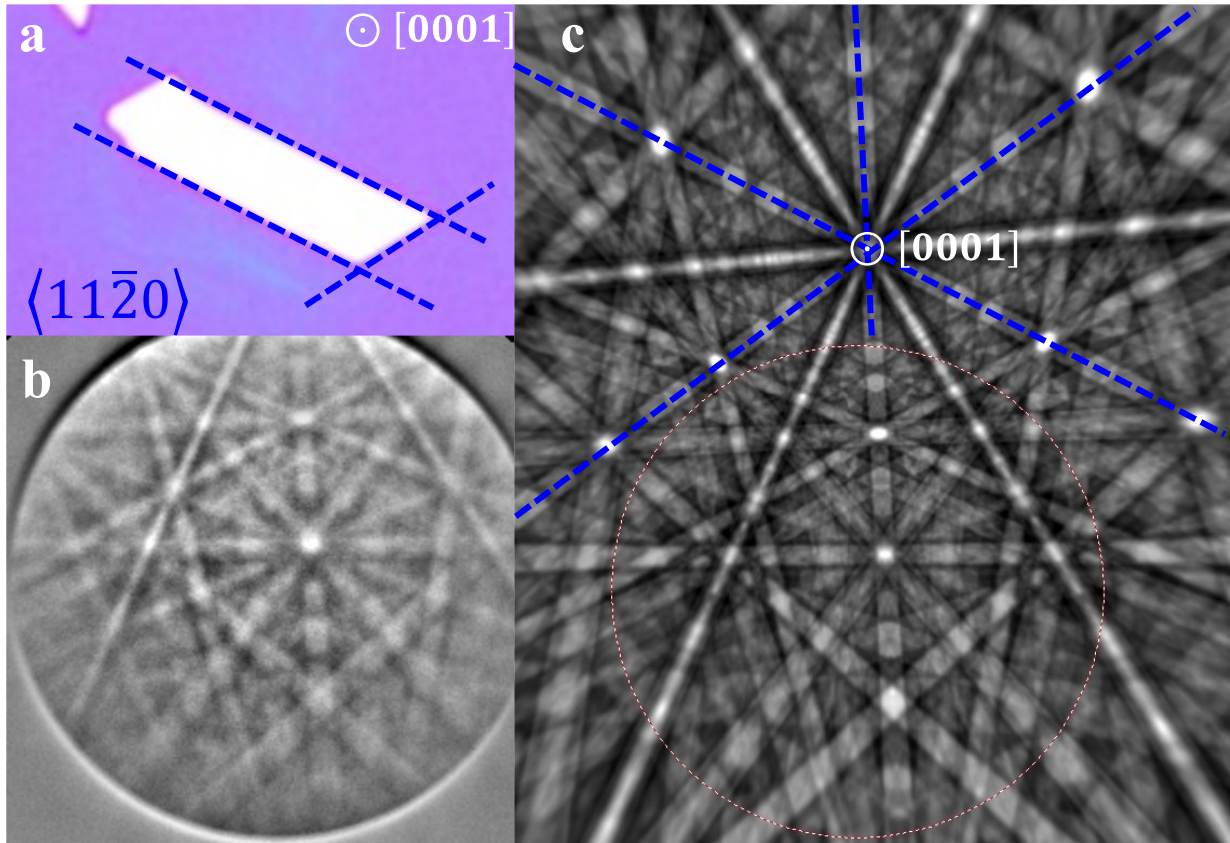 a
⊙ [0001]
⟨112̅0⟩
b
c
⊙ [0001]